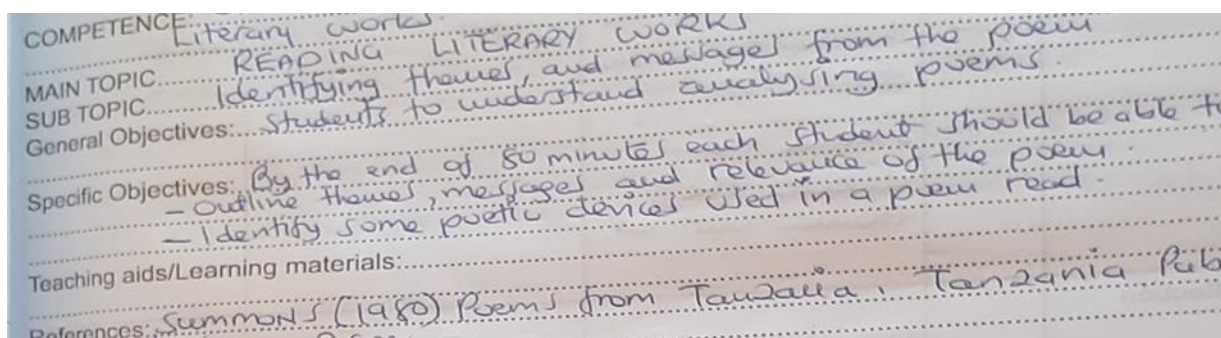 COMPETENCE: Literary works.
MAIN TOPIC READING LITERARY WORKS
SUB TOPIC Identifying themes, and messages from the poem
General Objectives: Students to understand analysing poems.
Specific Objectives: By the end of 80 minutes each student should be able t
- Outline themes, messages and relevance of the poem.
- Identify some poetic devices used in a poem read.
Teaching aids/Learning materials:
References: SUMMONS (1980) Poems from Tanzania, Tanzania Pub